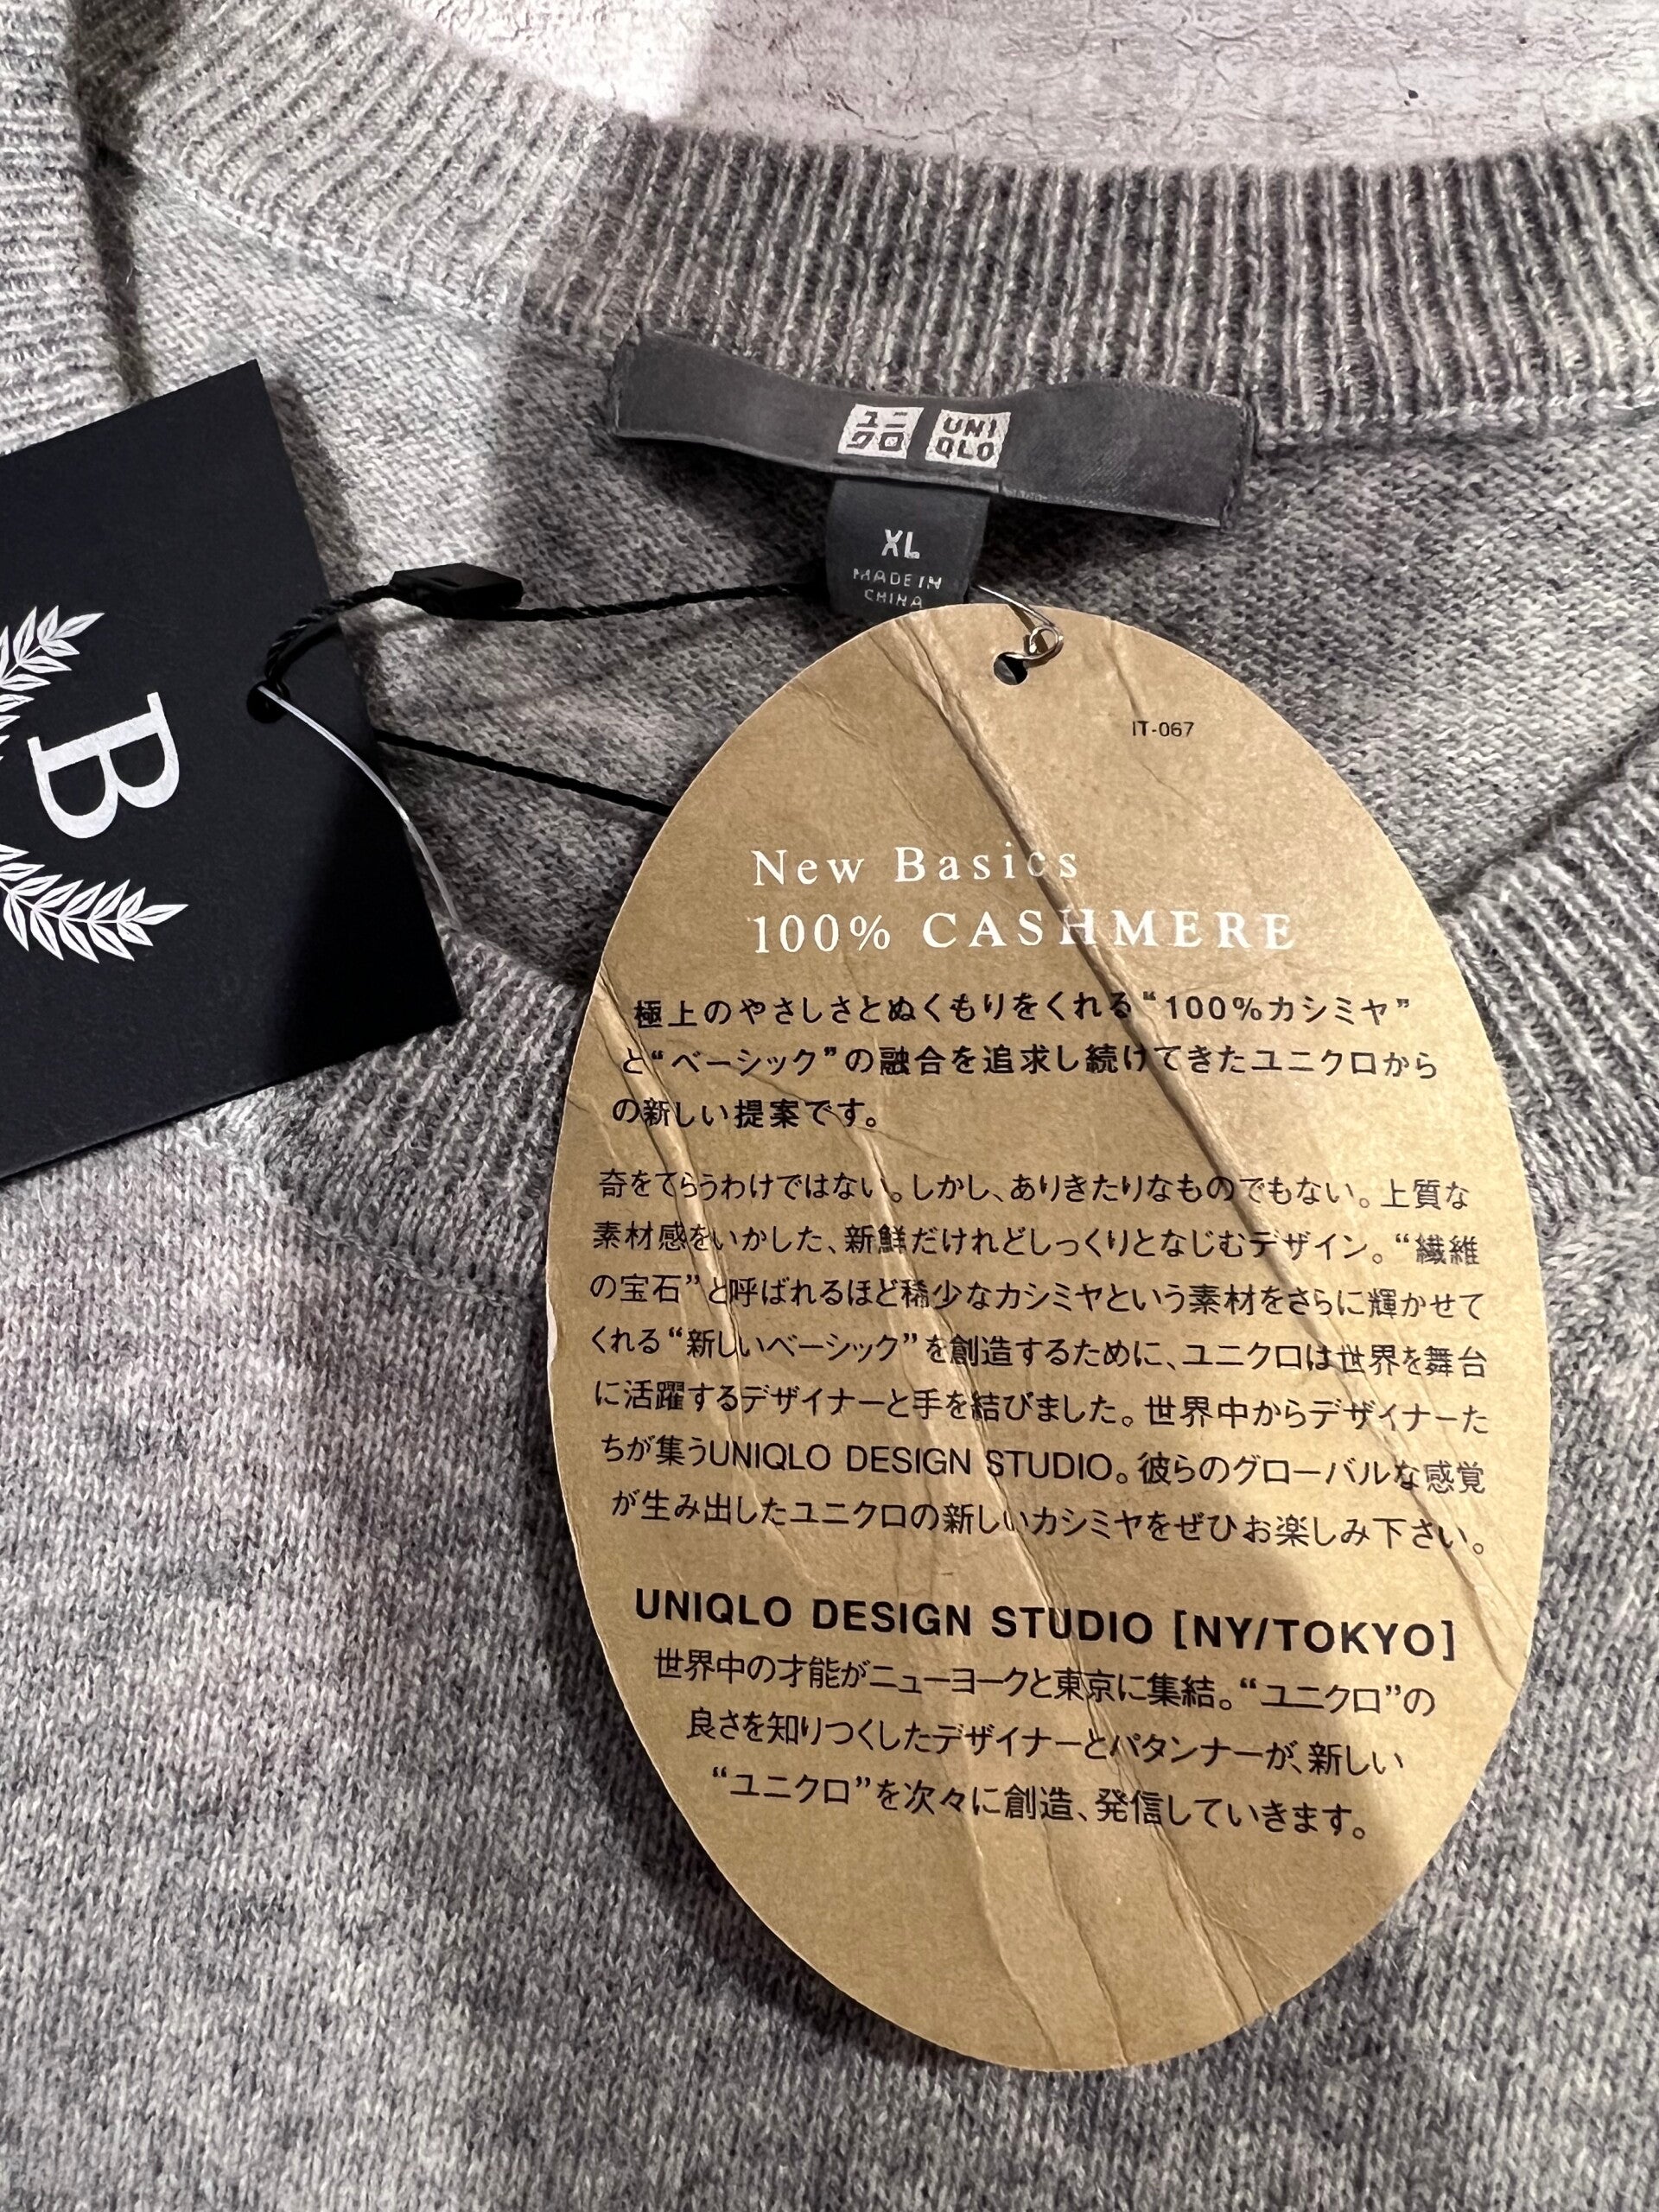 ユニ
クロ
UNI
QLO
XL
MADE IN
CHINA
B
IT-067
New Basics
100% CASHMERE
極上のやさしさとぬくもりをくれる“100%カシミヤ”
と“ベーシック”の融合を追求し続けてきたユニクロから
の新しい提案です。
奇をてらうわけではない。しかし、ありきたりなものでもない。上質な
素材感をいかした、新鮮だけれどしっくりとなじむデザイン。“繊維
の宝石”と呼ばれるほど稀少なカシミヤという素材をさらに輝かせて
くれる“新しいベーシック”を創造するために、ユニクロは世界を舞台
に活躍するデザイナーと手を結びました。世界中からデザイナーた
ちが集うUNIQLO DESIGN STUDIO。彼らのグローバルな感覚
が生み出したユニクロの新しいカシミヤをぜひお楽しみ下さい。
UNIQLO DESIGN STUDIO [NY/TOKYO]
世界中の才能がニューヨークと東京に集結。“ユニクロ”の
良さを知りつくしたデザイナーとパタンナーが、新しい
“ユニクロ”を次々に創造、発信していきます。